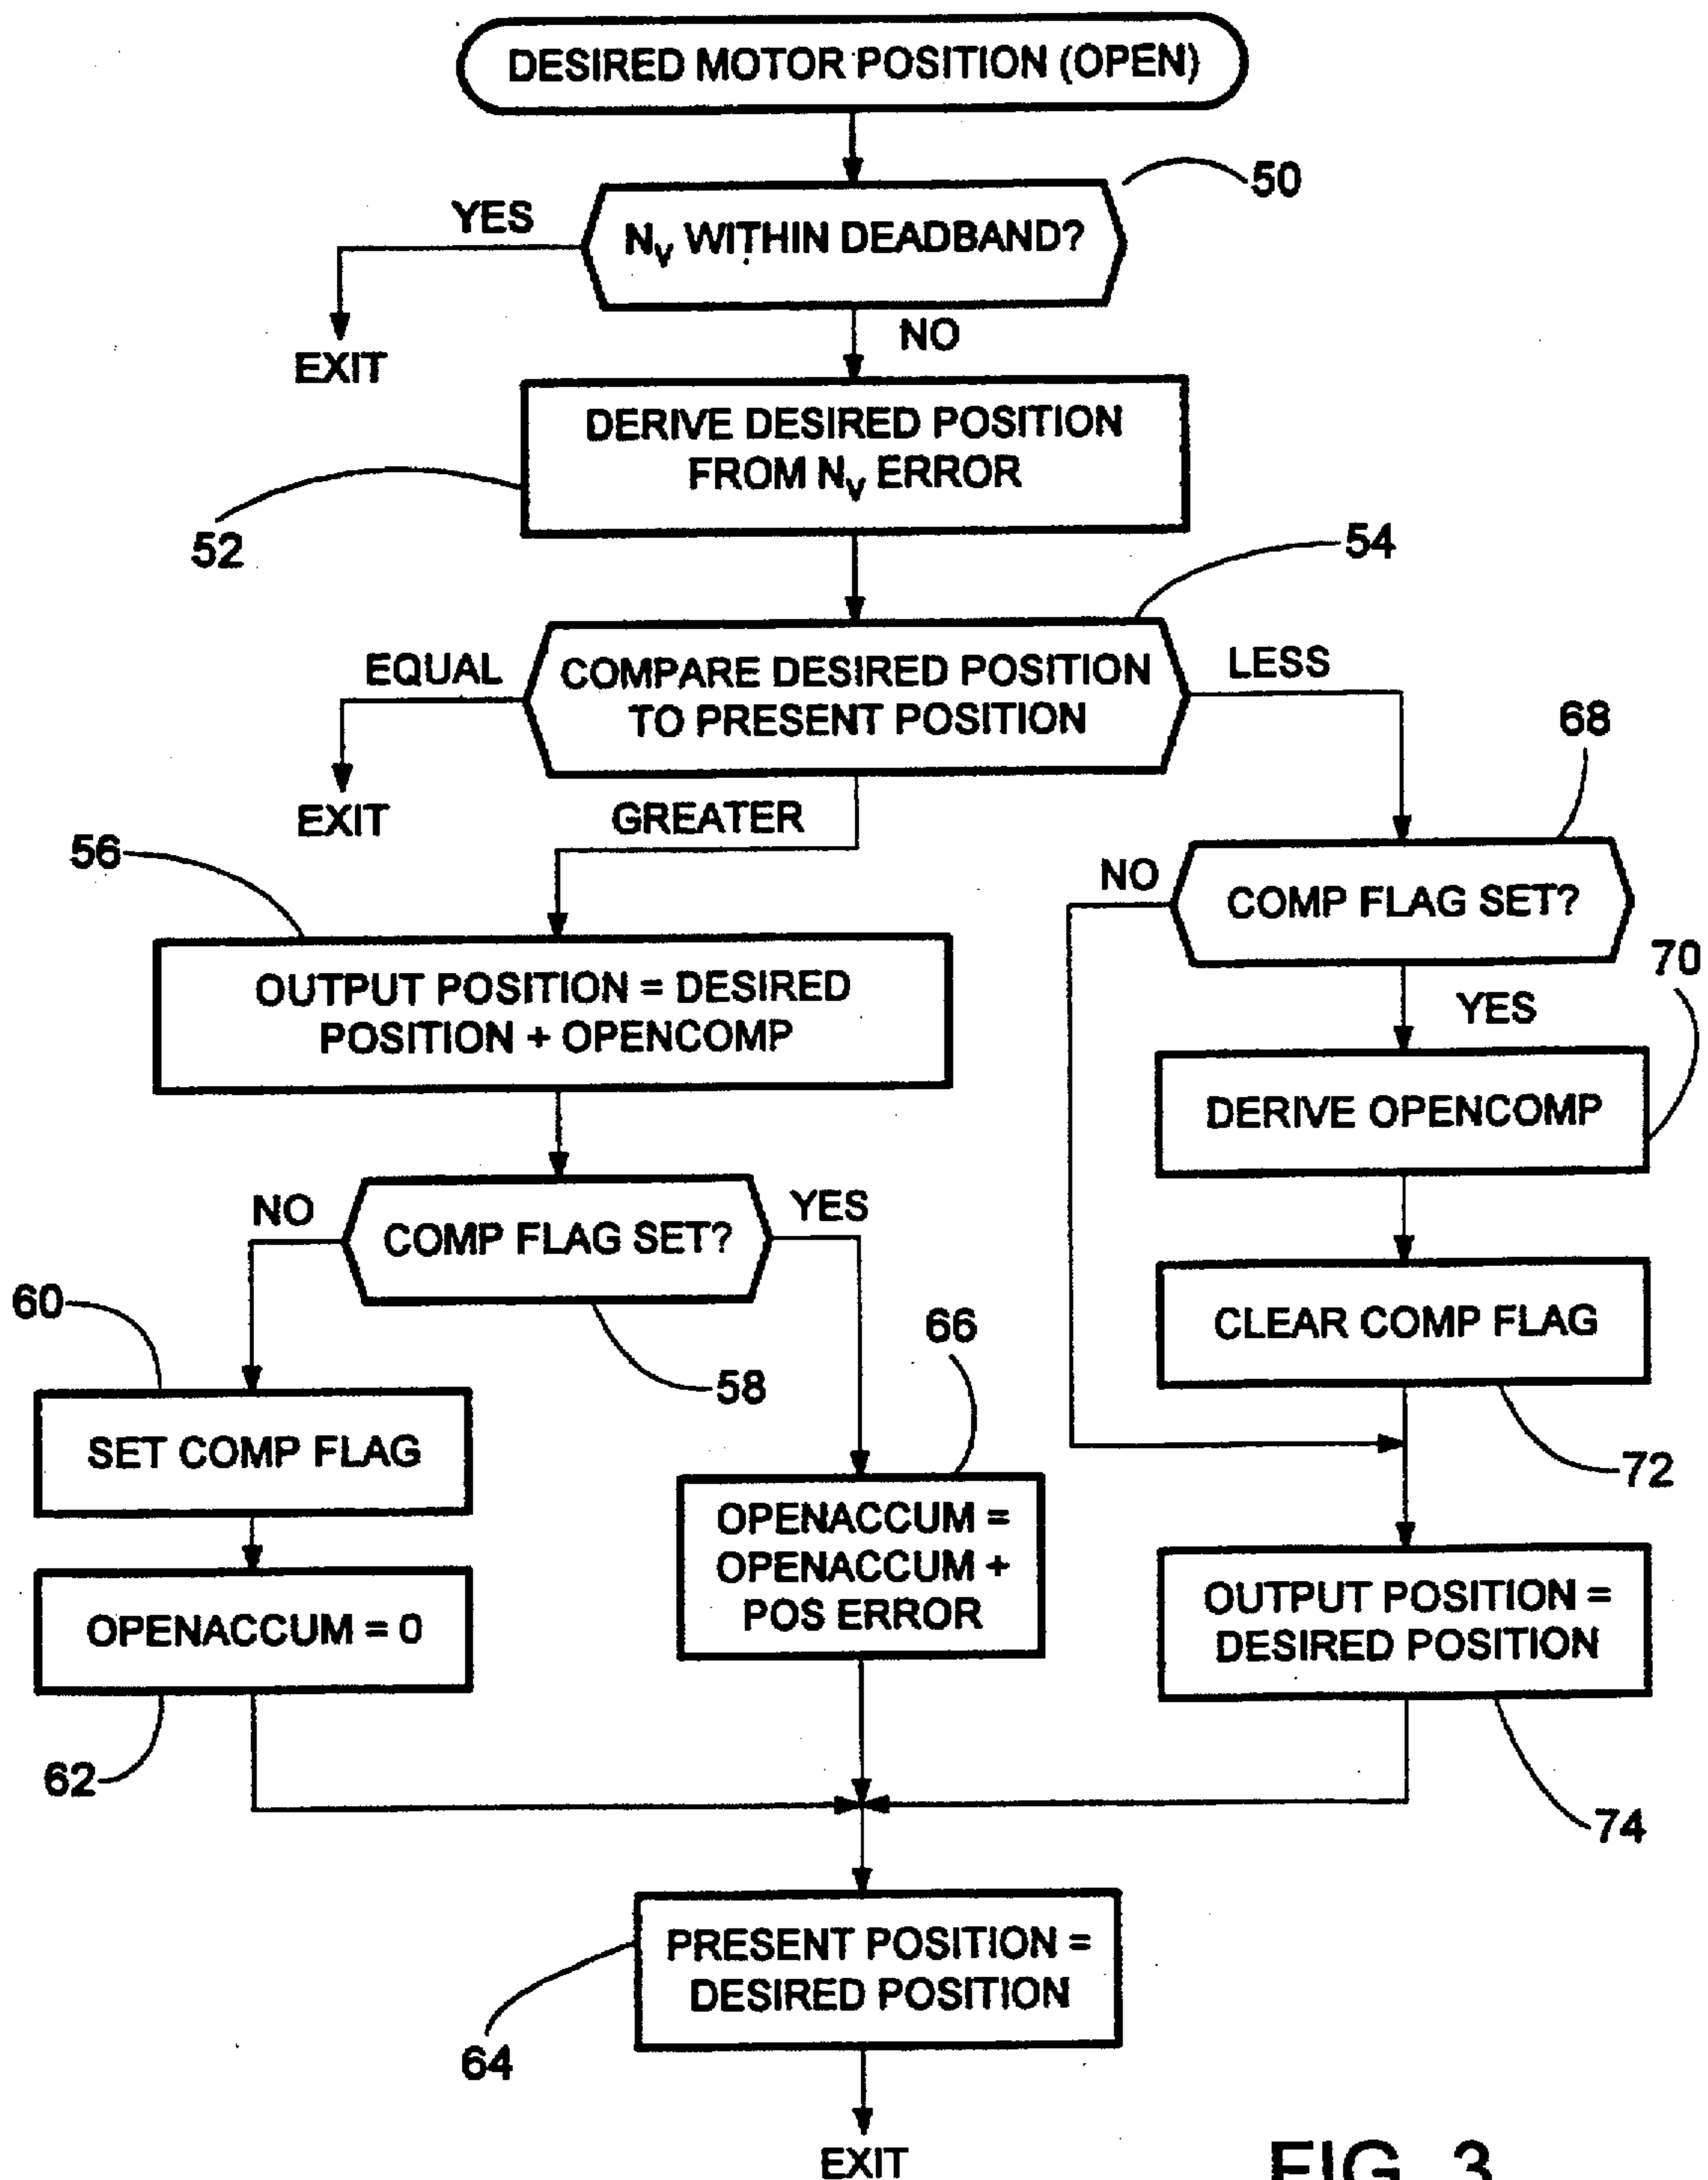 DESIRED MOTOR POSITION (OPEN)
50
YES
NV WITHIN DEADBAND?
NO
EXIT
DERIVE DESIRED POSITION
FROM NV ERROR
52
54
EQUAL
COMPARE DESIRED POSITION
TO PRESENT POSITION
LESS
68
EXIT
GREATER
56
NO
COMP FLAG SET?
70
OUTPUT POSITION = DESIRED
POSITION + OPENCOMP
YES
DERIVE OPENCOMP
NO
COMP FLAG SET?
YES
60
58
66
CLEAR COMP FLAG
72
SET COMP FLAG
OPENACCUM =
OPENACCUM +
POS ERROR
OPENACCUM = 0
62
OUTPUT POSITION =
DESIRED POSITION
74
PRESENT POSITION =
DESIRED POSITION
64
EXIT
FIG. 3